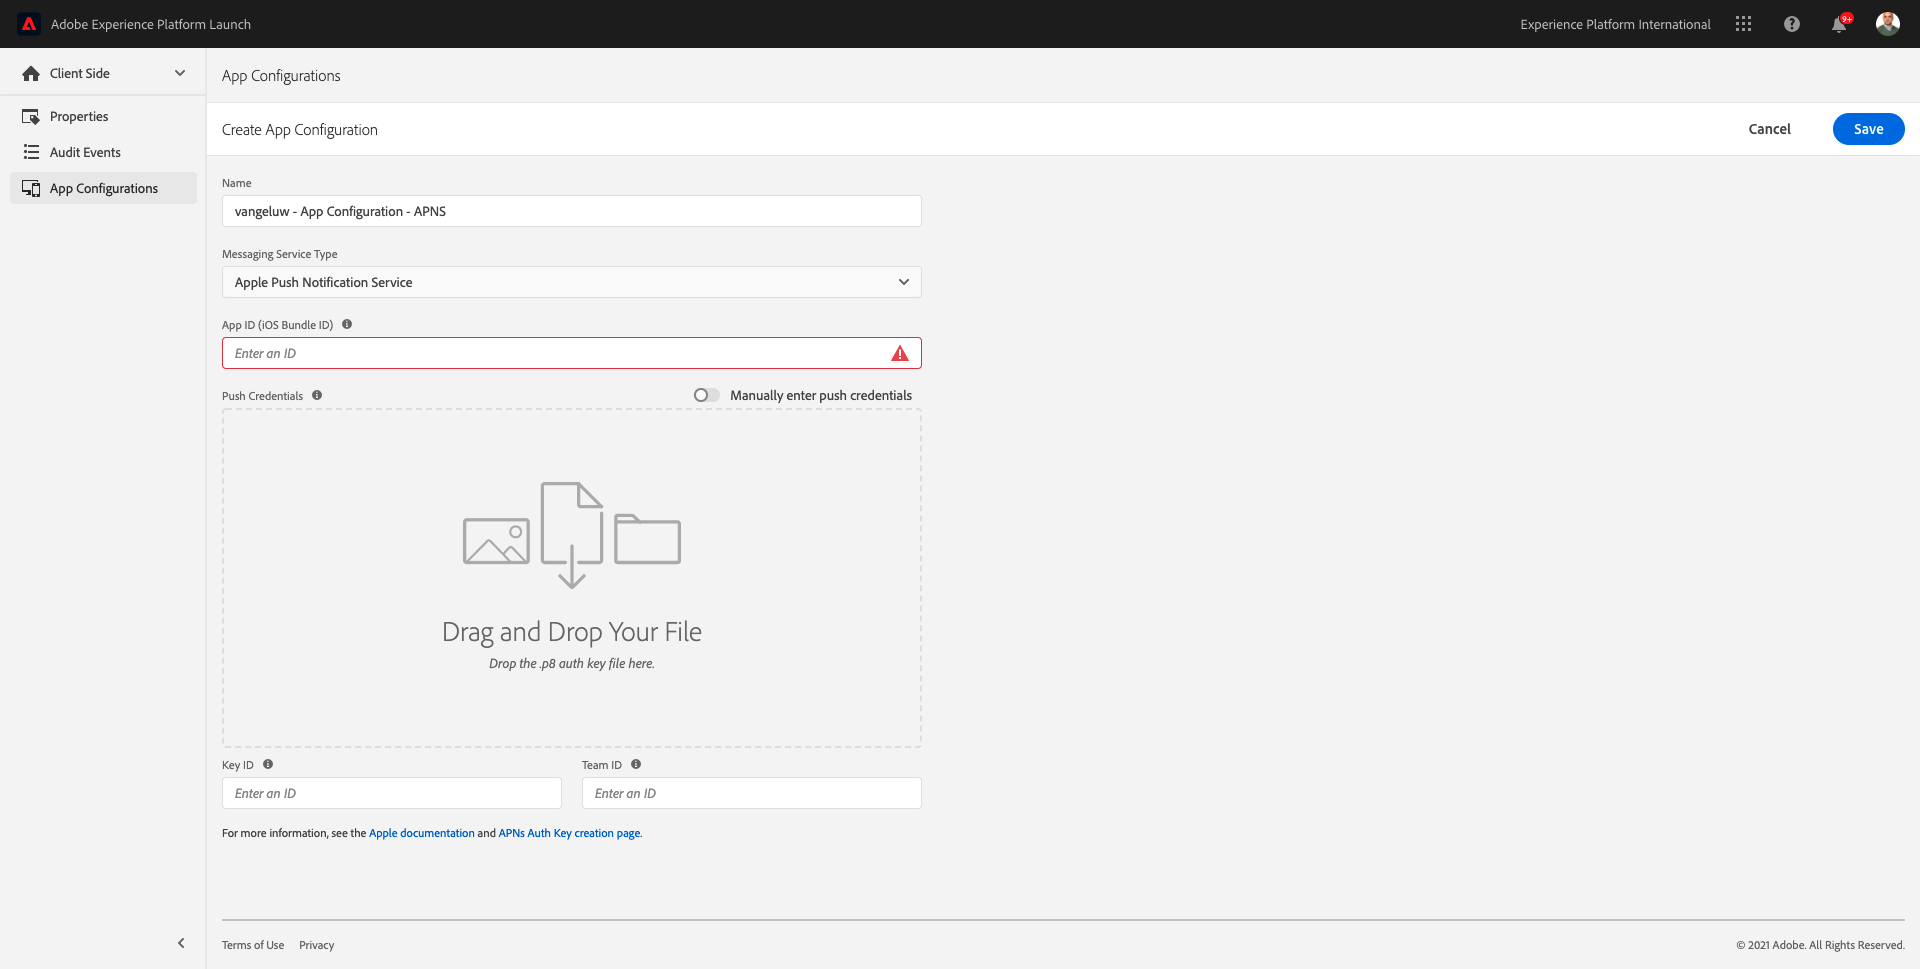 Adobe Experience Platform Launch
Experience Platform International
9+
Client Side
Properties
Audit Events
App Configurations
App Configurations
Create App Configuration
Cancel
Save
Name
vangeluw - App Configuration - APNS
Messaging Service Type
Apple Push Notification Service
App ID (iOS Bundle ID)
Enter an ID
Push Credentials
Manually enter push credentials
Drag and Drop Your File
Drop the .p8 auth key file here.
Key ID
Team ID
Enter an ID
Enter an ID
For more information, see the Apple documentation and APNs Auth Key creation page.
Terms of Use
Privacy
© 2021 Adobe. All Rights Reserved.